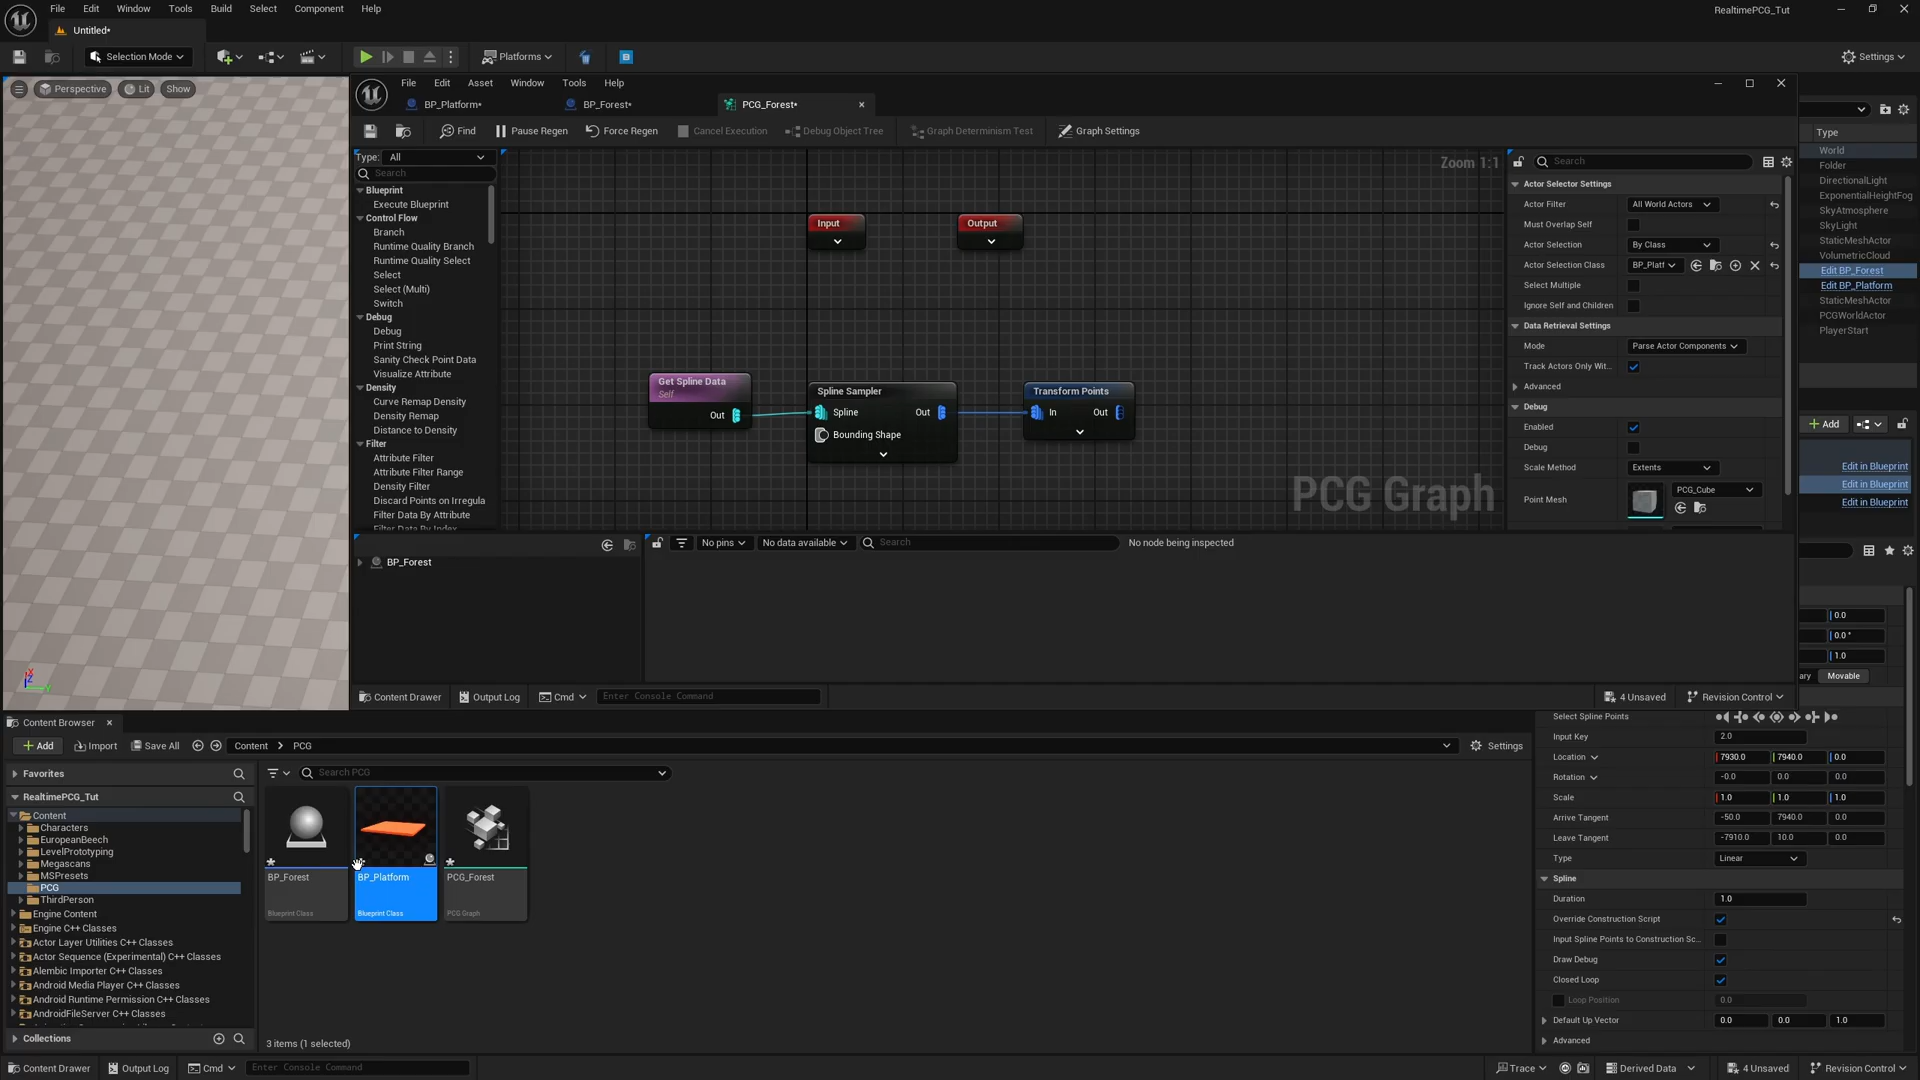 File Edit Window Tools Build Select Component Help
RealtimePCG_Tut
Untitled*
Selection Mode
Platforms
Settings
Perspective Lit Show
File Edit Asset Window Tools Help
BP_Platform* BP_Forest* PCG_Forest*
Find Pause Regen Force Regen Cancel Execution Debug Object Tree Graph Determinism Test Graph Settings
Type: All
Search
Blueprint
Execute Blueprint
Control Flow
Branch
Runtime Quality Branch
Runtime Quality Select
Select
Select (Multi)
Switch
Debug
Debug
Print String
Sanity Check Point Data
Visualize Attribute
Density
Curve Remap Density
Density Remap
Distance to Density
Filter
Attribute Filter
Attribute Filter Range
Density Filter
Discard Points on Irregula
Filter Data By Attribute
Filter Data By Index
Zoom 1:1
Input
Output
Get Spline Data
Self
Out
Spline Sampler
Spline Out
Bounding Shape
Transform Points
In Out
PCG Graph
Search
Actor Selector Settings
Actor Filter All World Actors
Must Overlap Self
Actor Selection By Class
Actor Selection Class BP_Platf
Select Multiple
Ignore Self and Children
Data Retrieval Settings
Mode Parse Actor Components
Track Actors Only Wit...
Advanced
Debug
Enabled
Debug
Scale Method Extents
Point Mesh PCG_Cube
Type
World
Folder
DirectionalLight
ExponentialHeightFog
SkyAtmosphere
SkyLight
StaticMeshActor
VolumetricCloud
Edit BP_Forest
Edit BP_Platform
StaticMeshActor
PCGWorldActor
PlayerStart
Add
Edit in Blueprint
Edit in Blueprint
Edit in Blueprint
0.0
0.0 °
1.0
ary Movable
BP_Forest
No pins No data available Search No node being inspected
Content Drawer Output Log Cmd Enter Console Command
4 Unsaved Revision Control
Content Browser
Add Import Save All Content PCG Settings
Favorites
RealtimePCG_Tut
Content
Characters
EuropeanBeech
LevelPrototyping
Megascans
MSPresets
PCG
ThirdPerson
Engine Content
Engine C++ Classes
Actor Layer Utilities C++ Classes
Actor Sequence (Experimental) C++ Classes
Alembic Importer C++ Classes
Android Media Player C++ Classes
Android Runtime Permission C++ Classes
AndroidFileServer C++ Classes
Collections
Search PCG
BP_Forest
Blueprint Class
BP_Platform
Blueprint Class
PCG_Forest
PCG Graph
3 items (1 selected)
Select Spline Points
Input Key 2.0
Location 7930.0 7940.0 0.0
Rotation -0.0 0.0 0.0
Scale 1.0 1.0 1.0
Arrive Tangent -50.0 7940.0 0.0
Leave Tangent -7910.0 10.0 0.0
Type Linear
Spline
Duration 1.0
Override Construction Script
Input Spline Points to Construction Sc...
Draw Debug
Closed Loop
Loop Position 0.0
Default Up Vector 0.0 0.0 1.0
Advanced
Content Drawer Output Log Cmd Enter Console Command
Trace Derived Data 4 Unsaved Revision Control